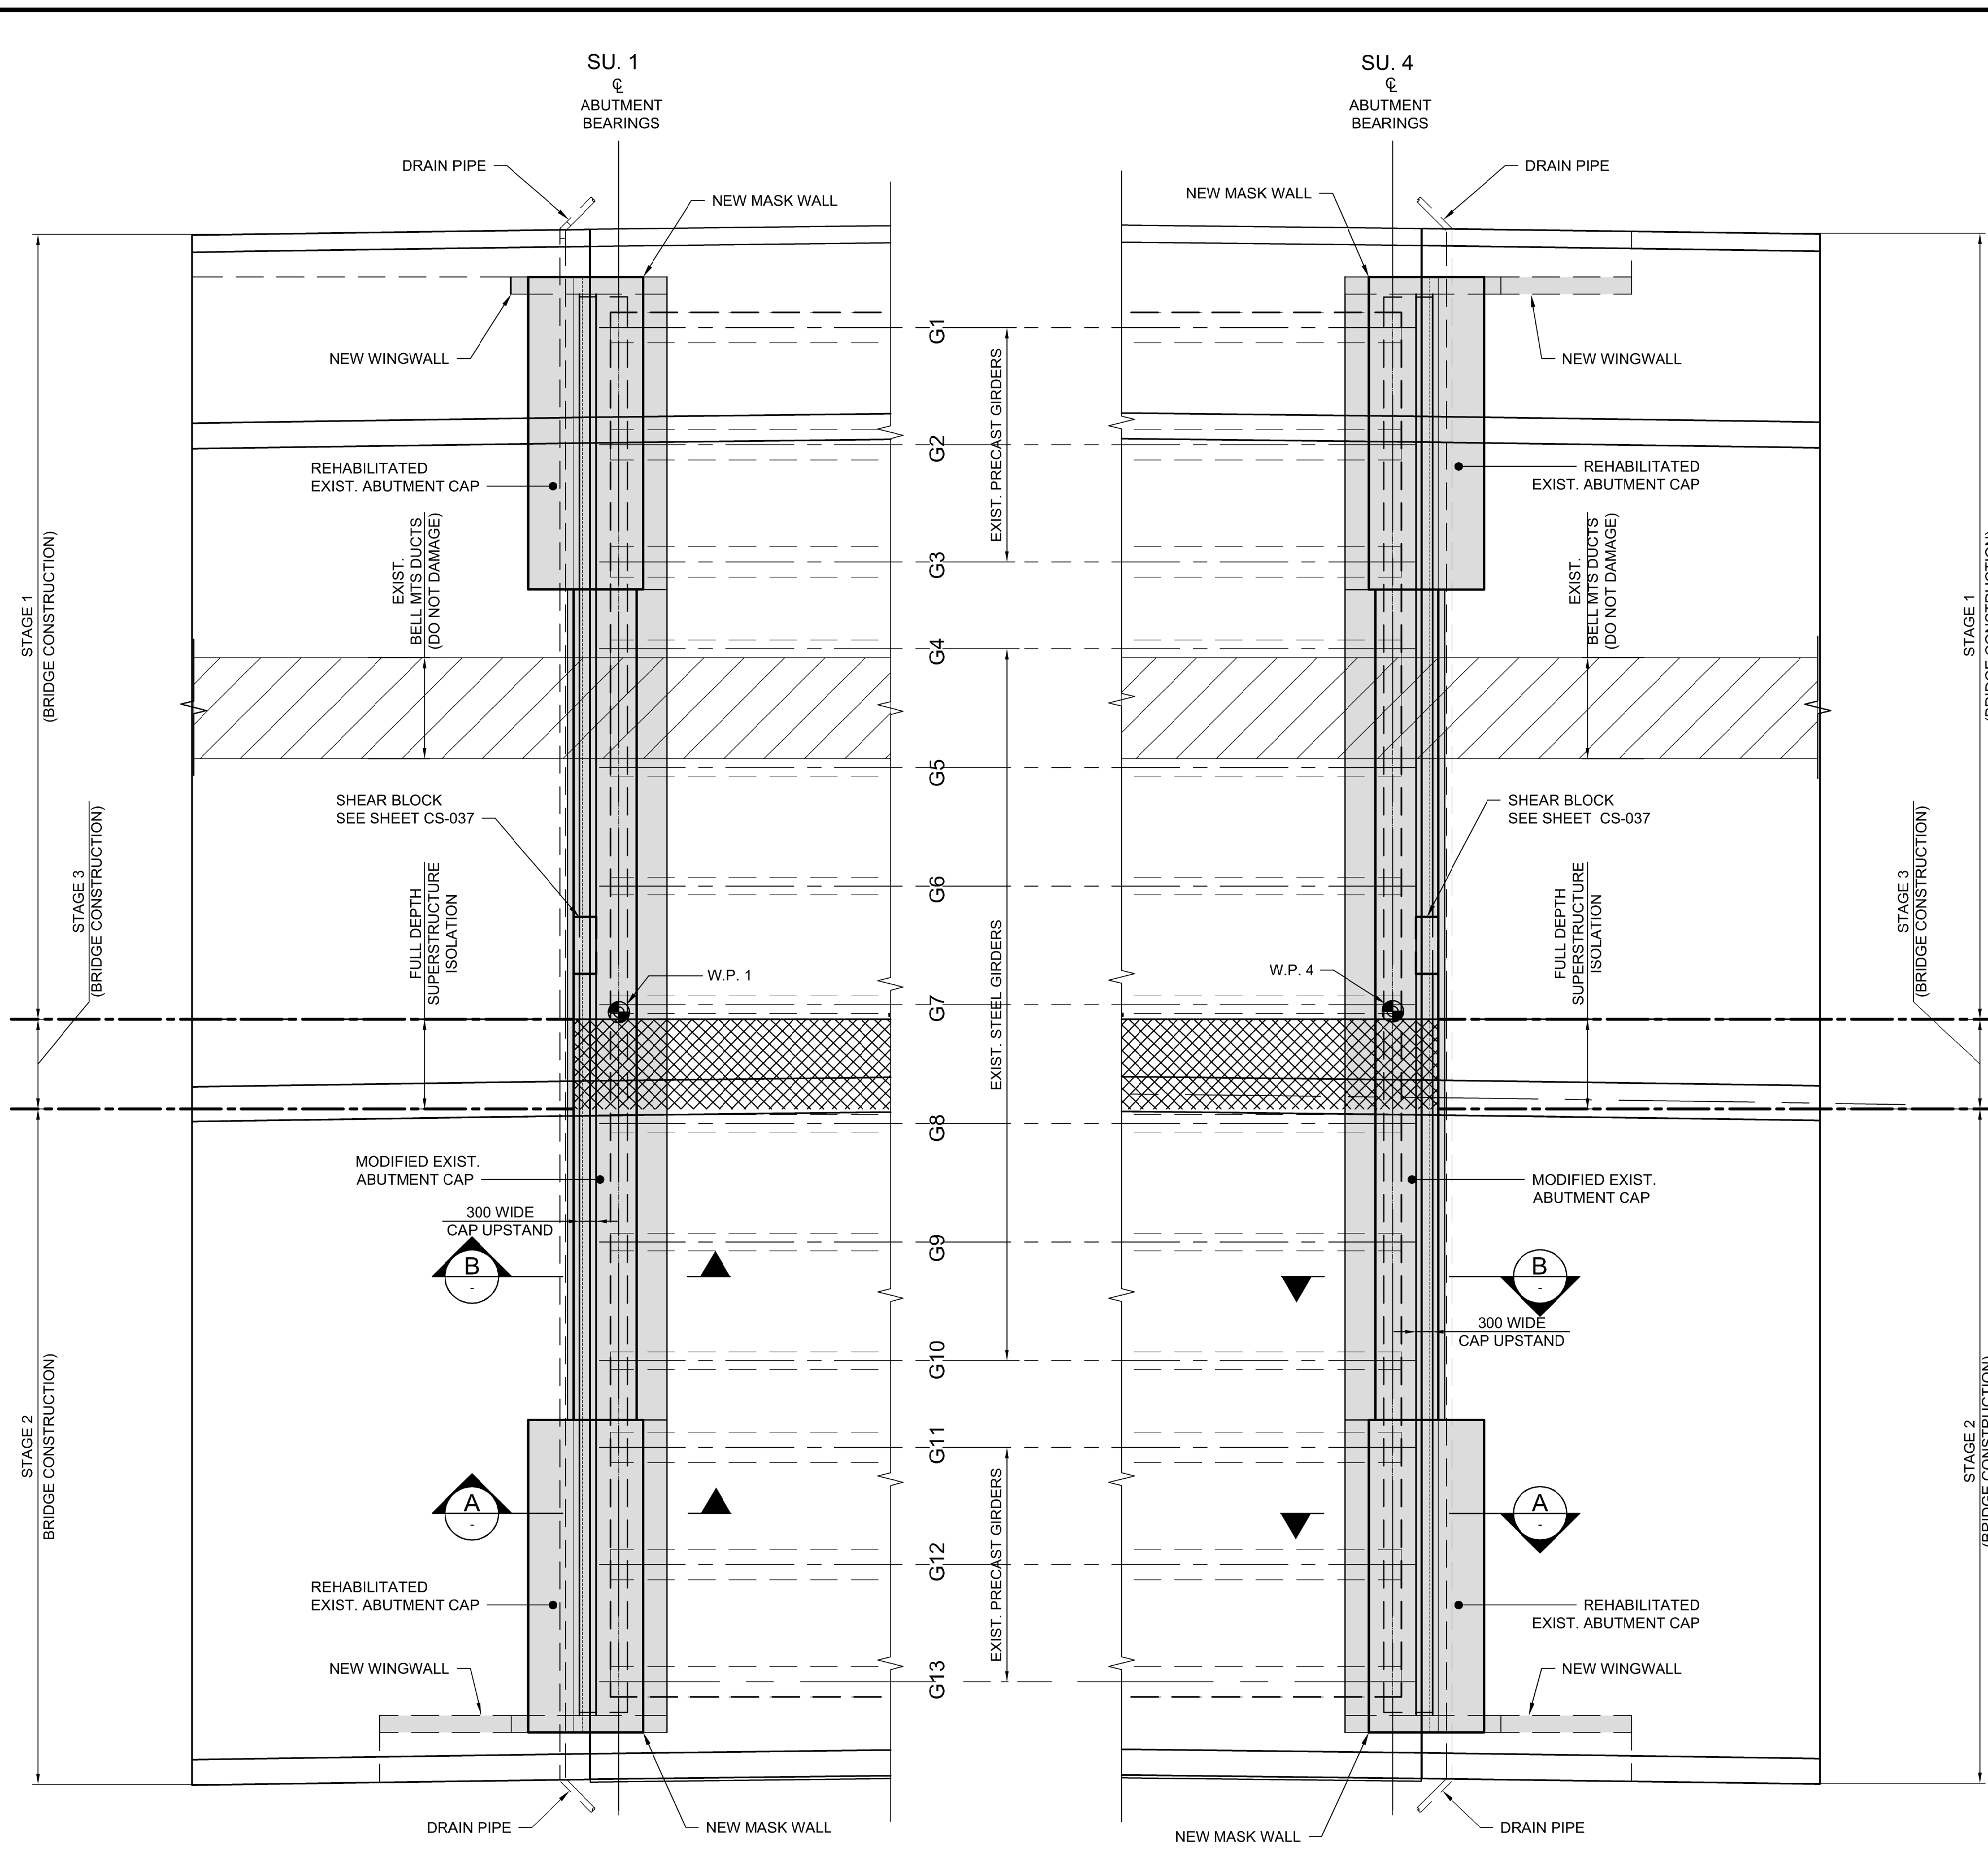 SU. 1
℄
ABUTMENT
BEARINGS
SU. 4
℄
ABUTMENT
BEARINGS
DRAIN PIPE
NEW MASK WALL
NEW MASK WALL
DRAIN PIPE
NEW WINGWALL
NEW WINGWALL
G1
G2
G3
G4
G5
G6
G7
G8
G9
G10
G11
G12
G13
EXIST. PRECAST GIRDERS
EXIST. STEEL GIRDERS
EXIST. PRECAST GIRDERS
REHABILITATED
EXIST. ABUTMENT CAP
REHABILITATED
EXIST. ABUTMENT CAP
EXIST.
BELL MTS DUCTS
(DO NOT DAMAGE)
EXIST.
BELL MTS DUCTS
(DO NOT DAMAGE)
STAGE 1
(BRIDGE CONSTRUCTION)
STAGE 1
(BRIDGE CONSTRUCTION)
SHEAR BLOCK
SEE SHEET CS-037
SHEAR BLOCK
SEE SHEET CS-037
STAGE 3
(BRIDGE CONSTRUCTION)
STAGE 3
(BRIDGE CONSTRUCTION)
FULL DEPTH
SUPERSTRUCTURE
ISOLATION
FULL DEPTH
SUPERSTRUCTURE
ISOLATION
W.P. 1
W.P. 4
MODIFIED EXIST.
ABUTMENT CAP
MODIFIED EXIST.
ABUTMENT CAP
300 WIDE
CAP UPSTAND
300 WIDE
CAP UPSTAND
B
-
B
-
STAGE 2
BRIDGE CONSTRUCTION)
STAGE 2
(BRIDGE CONSTRUCTION)
A
-
A
-
REHABILITATED
EXIST. ABUTMENT CAP
REHABILITATED
EXIST. ABUTMENT CAP
NEW WINGWALL
NEW WINGWALL
DRAIN PIPE
NEW MASK WALL
NEW MASK WALL
DRAIN PIPE